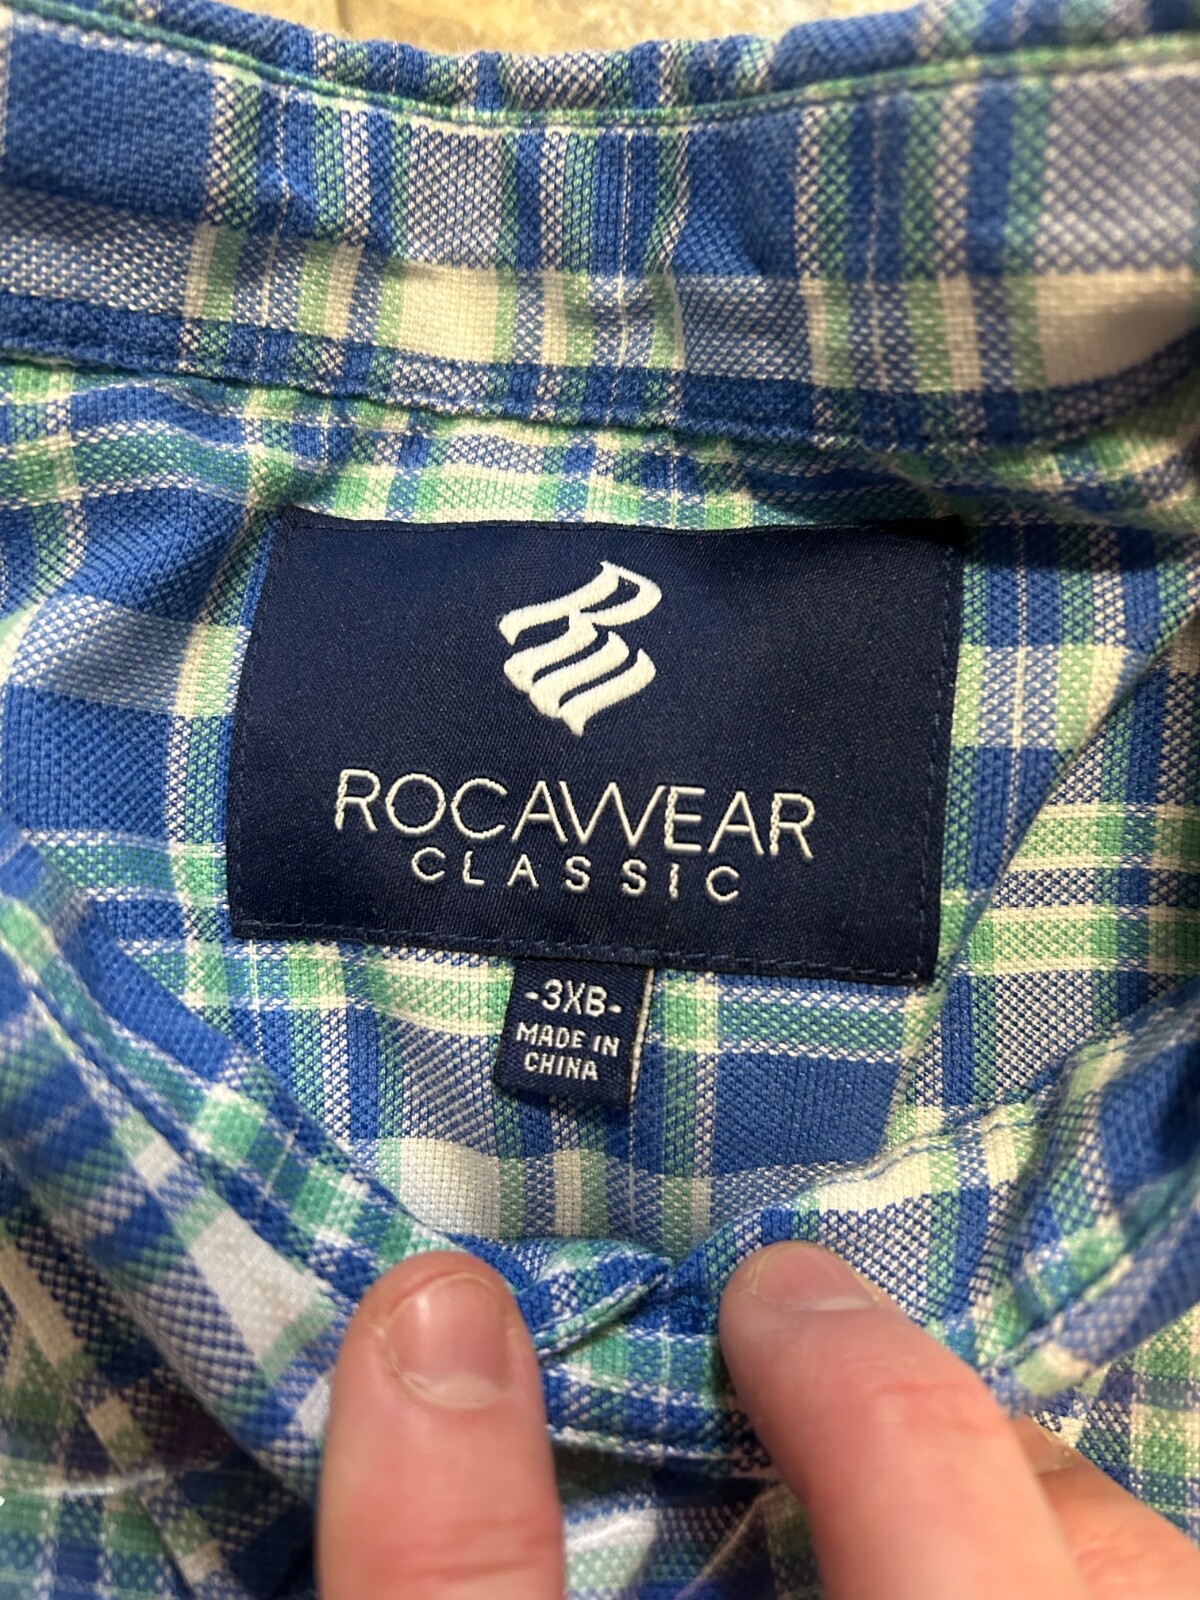 RW
ROCAWEAR
CLASSIC
-3XB-
MADE IN
CHINA